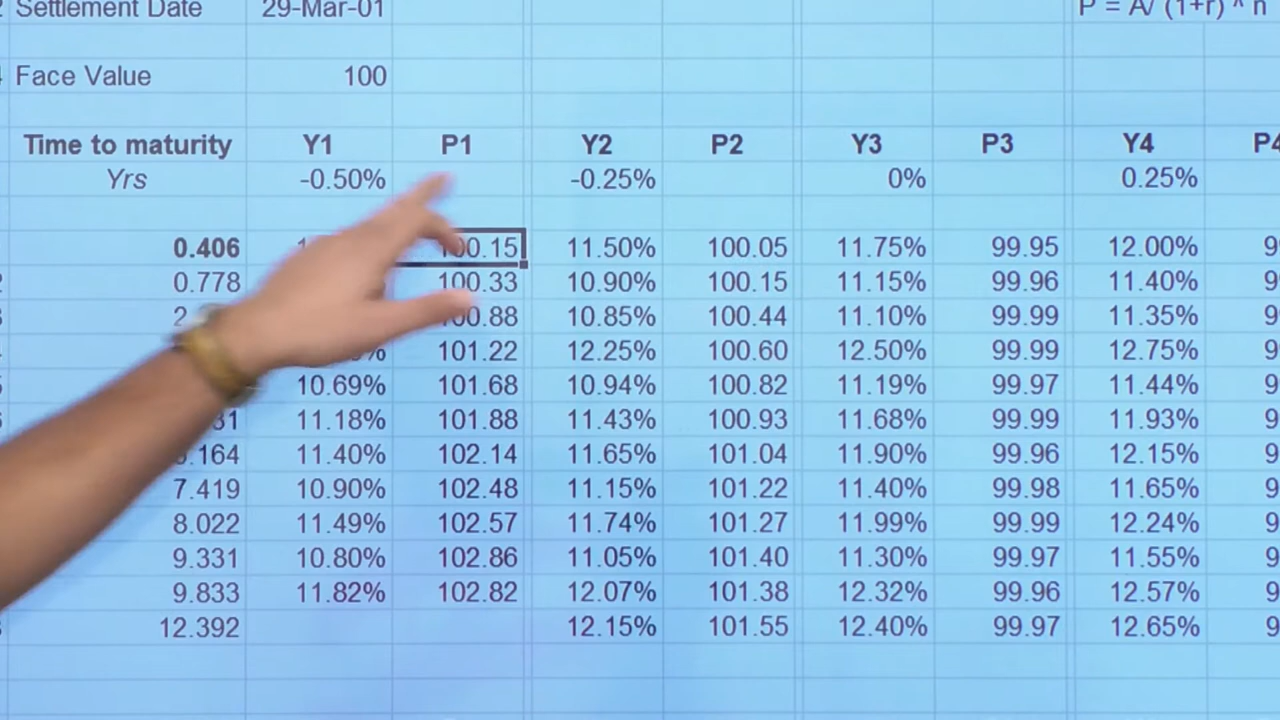 Settlement Date 29-Mar-01 P = A/ (1+r) ^ n
Face Value 100
Time to maturity Y1 P1 Y2 P2 Y3 P3 Y4 P4
Yrs -0.50% -0.25% 0% 0.25%
0.406 100.15 11.50% 100.05 11.75% 99.95 12.00%
0.778 100.33 10.90% 100.15 11.15% 99.96 11.40%
100.88 10.85% 100.44 11.10% 99.99 11.35%
101.22 12.25% 100.60 12.50% 99.99 12.75%
10.69% 101.68 10.94% 100.82 11.19% 99.97 11.44%
11.18% 101.88 11.43% 100.93 11.68% 99.99 11.93%
11.40% 102.14 11.65% 101.04 11.90% 99.96 12.15%
7.419 10.90% 102.48 11.15% 101.22 11.40% 99.98 11.65%
8.022 11.49% 102.57 11.74% 101.27 11.99% 99.99 12.24%
9.331 10.80% 102.86 11.05% 101.40 11.30% 99.97 11.55%
9.833 11.82% 102.82 12.07% 101.38 12.32% 99.96 12.57%
12.392 12.15% 101.55 12.40% 99.97 12.65%